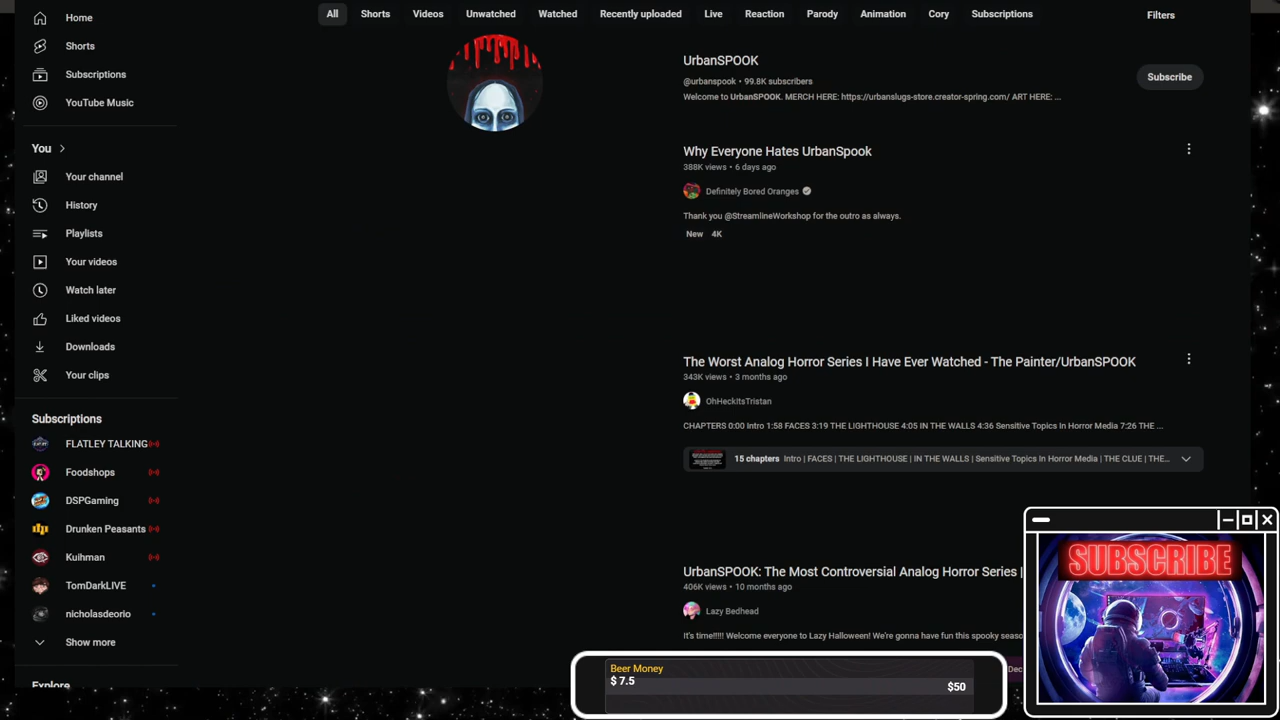 All
Shorts
Videos
Unwatched
Watched
Recently uploaded
Live
Reaction
Parody
Animation
Cory
Subscriptions
Filters
Home
Shorts
Subscriptions
YouTube Music
You
Your channel
History
Playlists
Your videos
Watch later
Liked videos
Downloads
Your clips
Subscriptions
FLATLEY TALKING
Foodshops
DSPGaming
Drunken Peasants
Kuihman
TomDarkLIVE
nicholasdeorio
Show more
Explore
UrbanSPOOK
@urbanspook • 99.8K subscribers
Welcome to UrbanSPOOK. MERCH HERE: https://urbanslugs-store.creator-spring.com/ ART HERE: ...
Subscribe
Why Everyone Hates UrbanSpook
388K views • 6 days ago
Definitely Bored Oranges
Thank you @StreamlineWorkshop for the outro as always.
New 4K
The Worst Analog Horror Series I Have Ever Watched - The Painter/UrbanSPOOK
343K views • 3 months ago
OhHeckItsTristan
CHAPTERS 0:00 Intro 1:58 FACES 3:19 THE LIGHTHOUSE 4:05 IN THE WALLS 4:36 Sensitive Topics In Horror Media 7:26 THE ...
15 chapters Intro | FACES | THE LIGHTHOUSE | IN THE WALLS | Sensitive Topics In Horror Media | THE CLUE | THE...
UrbanSPOOK: The Most Controversial Analog Horror Series |
406K views • 10 months ago
Lazy Bedhead
It's time!!!!! Welcome everyone to Lazy Halloween! We're gonna have fun this spooky seaso
Dec
Beer Money
$ 7.5
$50
SUBSCRIBE